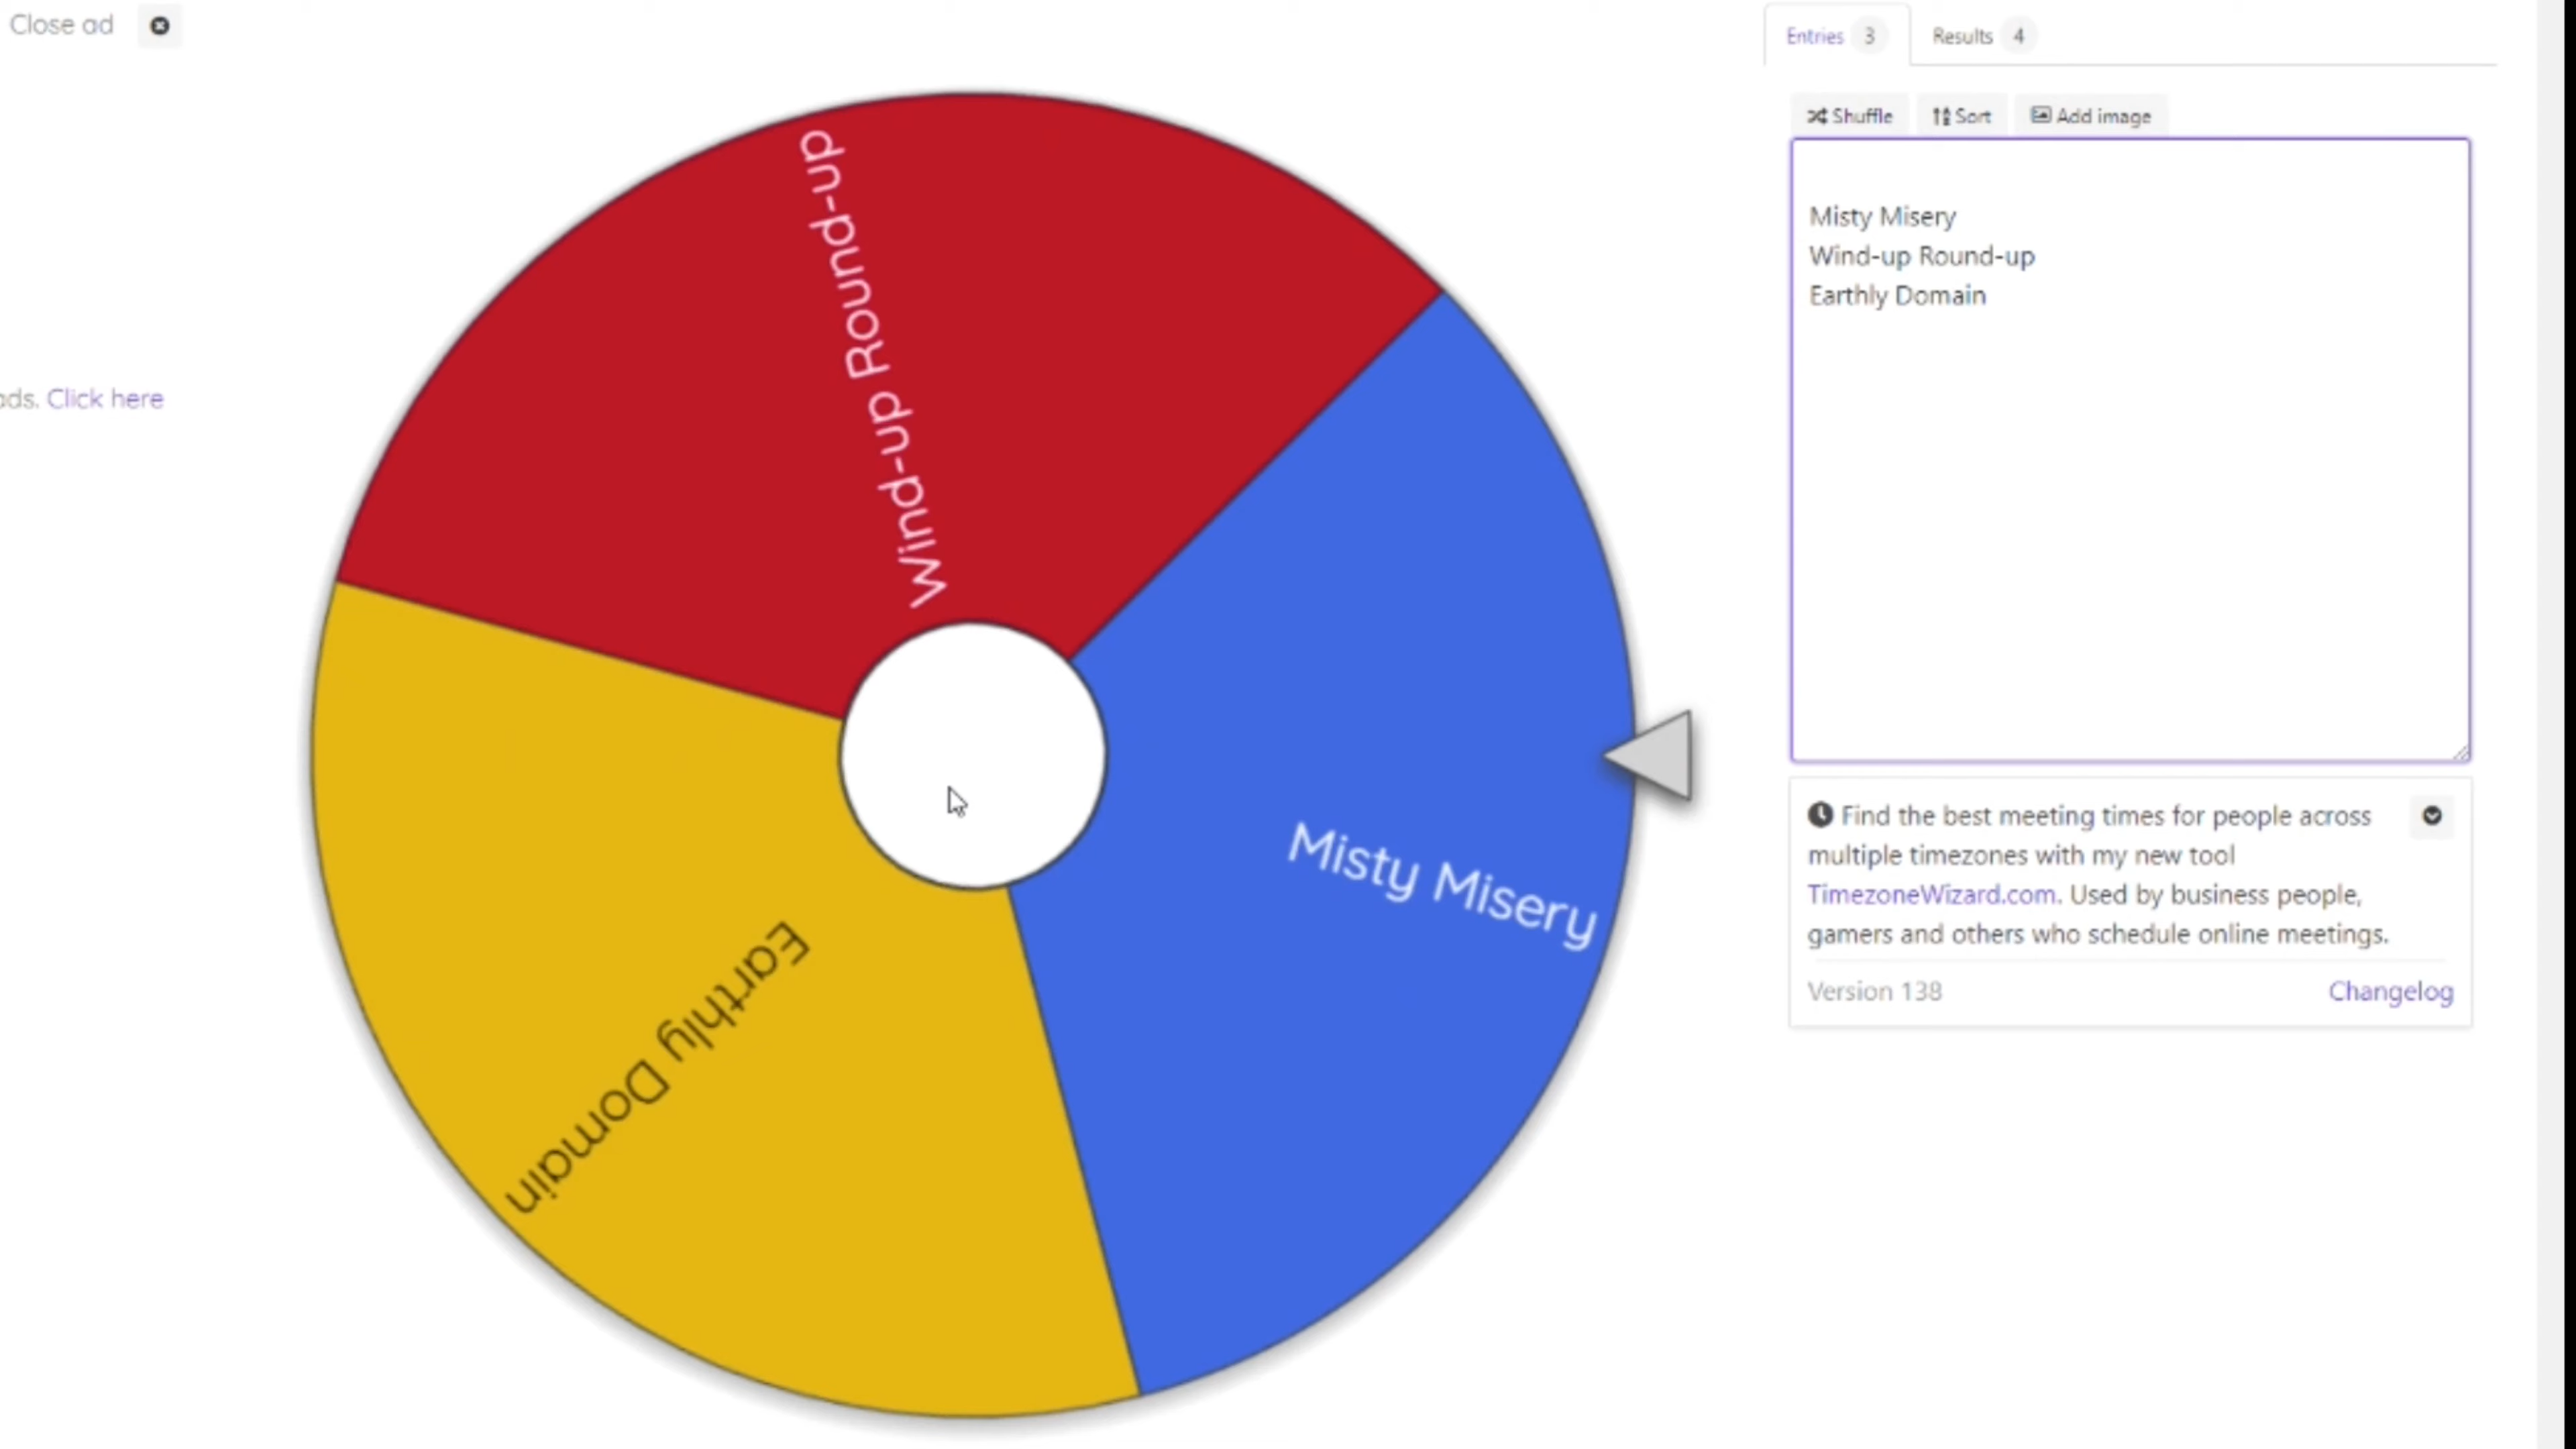 Close ad
Entries 3
Results 4
Shuffle
Sort
Add image
Misty Misery
Wind-up Round-up
Earthly Domain
ads. Click here
Wind-up Round-up
Misty Misery
Earthly Domain
Find the best meeting times for people across
multiple timezones with my new tool
TimezoneWizard.com. Used by business people,
gamers and others who schedule online meetings.
Version 138
Changelog